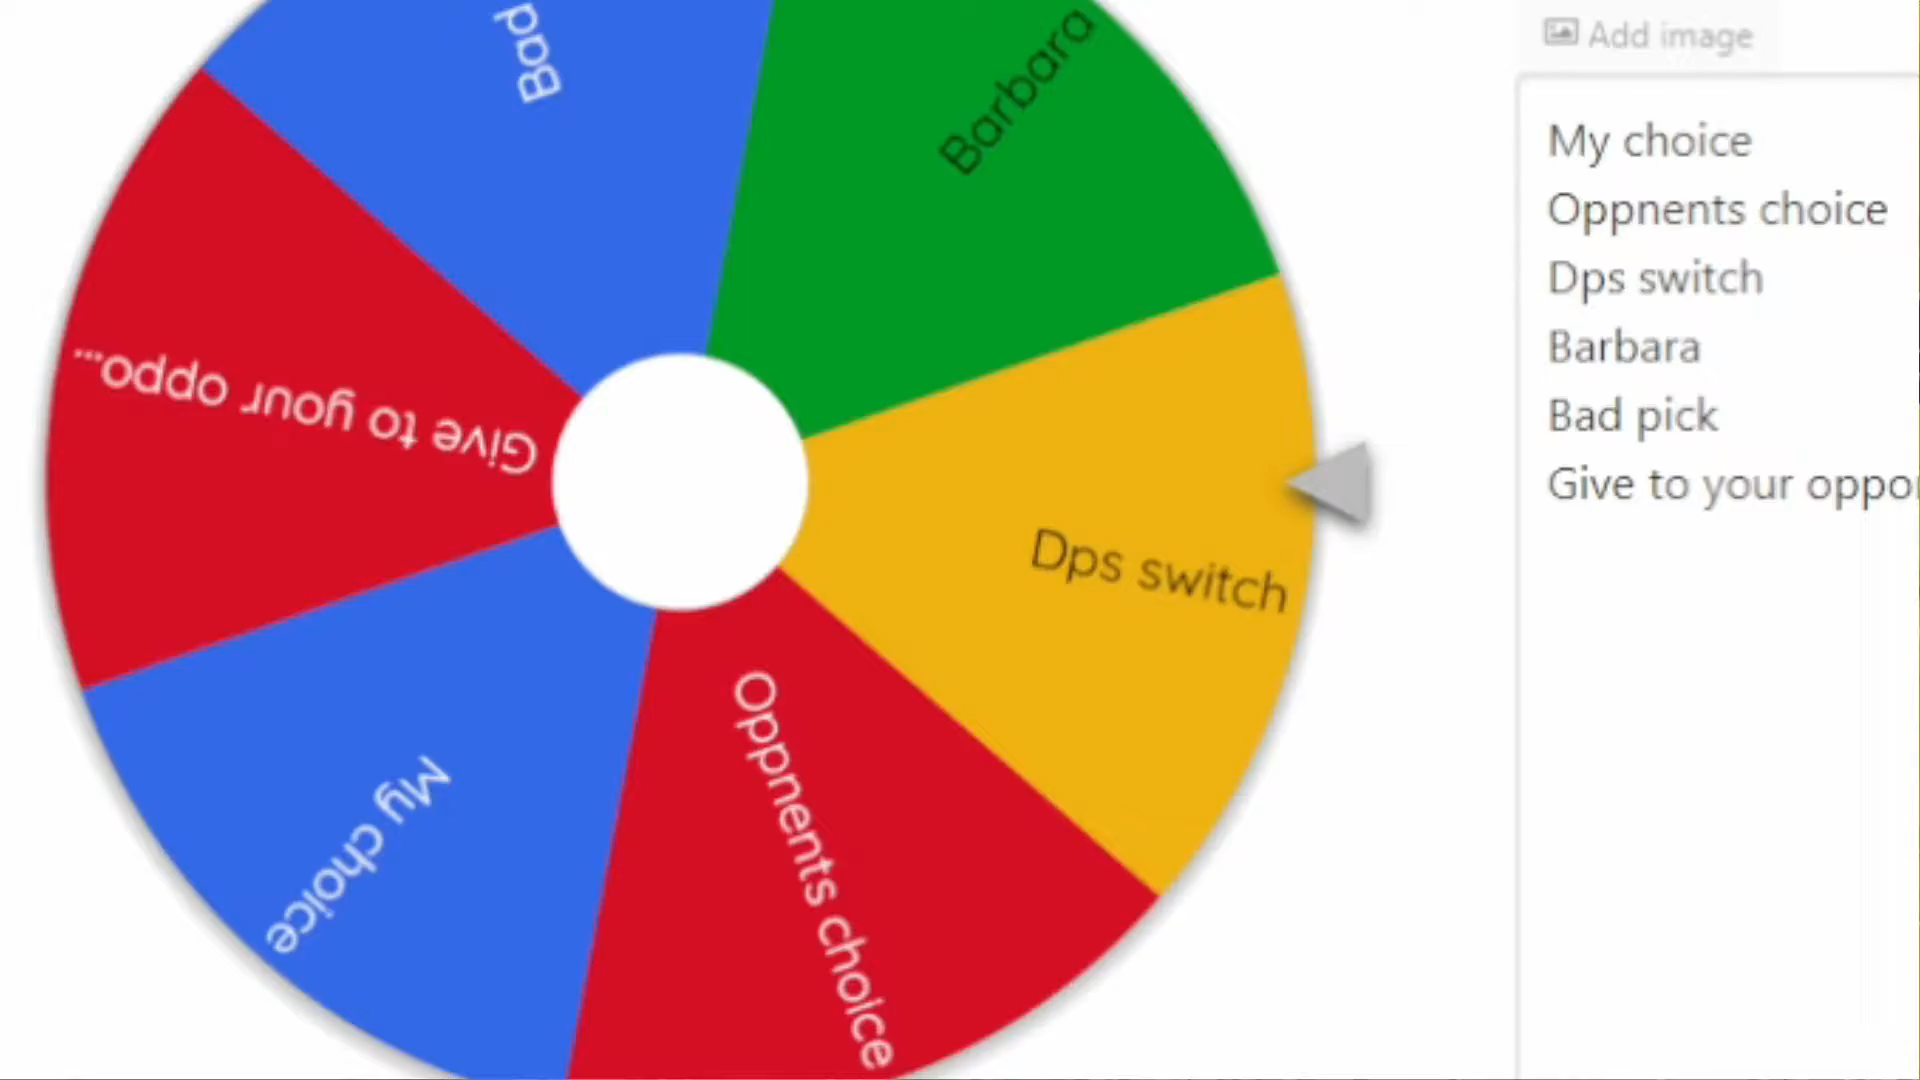 Bad
Barbara
Give to your oppo...
Dps switch
My choice
Oppnents choice
Add image
My choice
Oppnents choice
Dps switch
Barbara
Bad pick
Give to your oppo